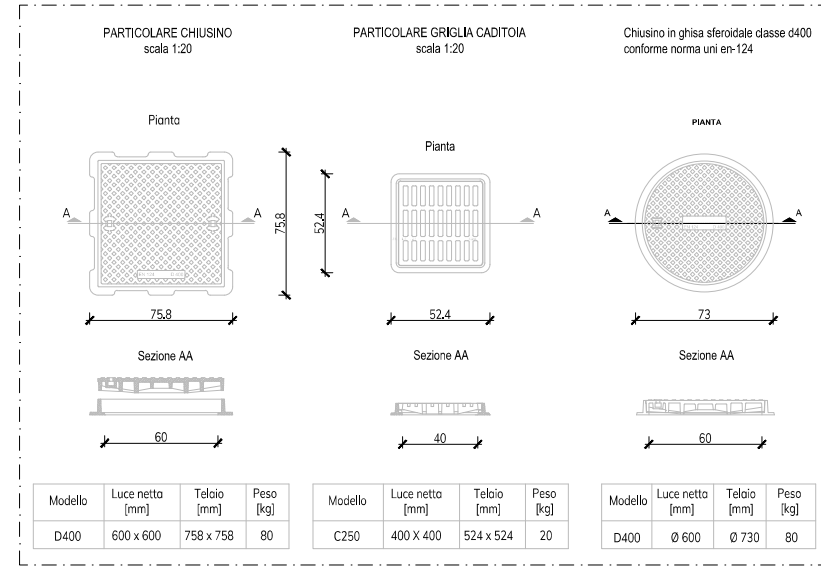 PARTICOLARE CHIUSINO
scala 1:20
Pianta
A
A
75.8
75.8
Sezione AA
60
Modello Luce netta [mm] Telaio [mm] Peso [kg]
D400 600 x 600 758 x 758 80
PARTICOLARE GRIGLIA CADITOIA
scala 1:20
Pianta
A
A
52.4
52.4
Sezione AA
40
Modello Luce netta [mm] Telaio [mm] Peso [kg]
C250 400 X 400 524 x 524 20
Chiusino in ghisa sferoidale classe d400
conforme norma uni en-124
PIANTA
A
A
73
Sezione AA
60
Modello Luce netta [mm] Telaio [mm] Peso [kg]
D400 Ø 600 Ø 730 80